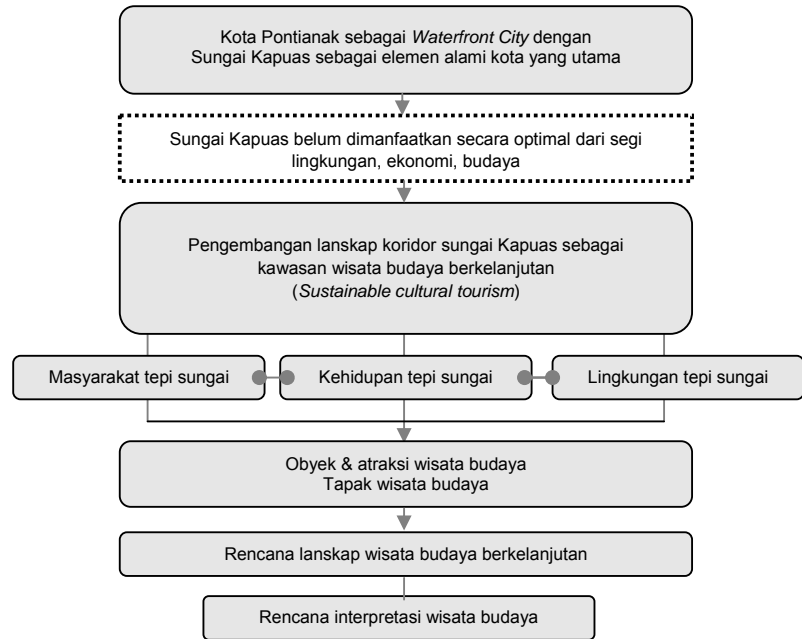 Kota Pontianak sebagai Waterfront City dengan
Sungai Kapuas sebagai elemen alami kota yang utama
Sungai Kapuas belum dimanfaatkan secara optimal dari segi
lingkungan, ekonomi, budaya
Pengembangan lanskap koridor sungai Kapuas sebagai
kawasan wisata budaya berkelanjutan
(Sustainable cultural tourism)
Masyarakat tepi sungai
Kehidupan tepi sungai
Lingkungan tepi sungai
Obyek & atraksi wisata budaya
Tapak wisata budaya
Rencana lanskap wisata budaya berkelanjutan
Rencana interpretasi wisata budaya